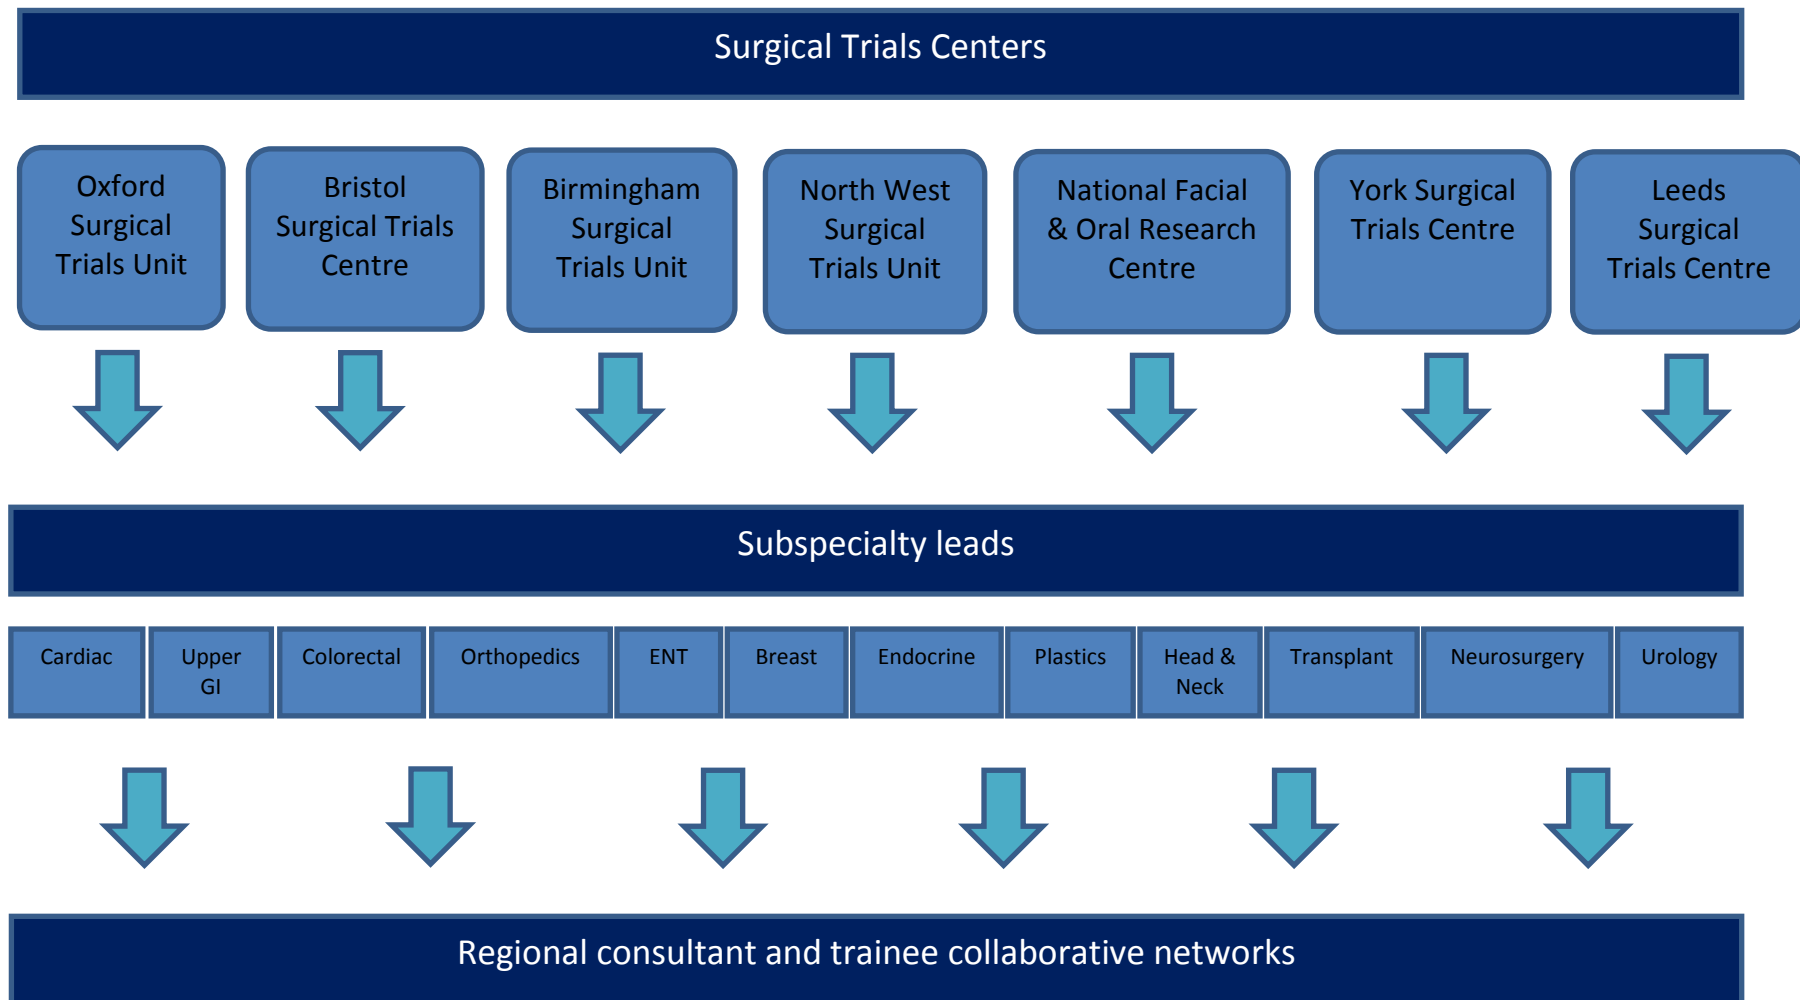 Surgical Trials Centers
Oxford
Surgical
Trials Unit
Bristol
Surgical Trials
Centre
Birmingham
Surgical
Trials Unit
North West
Surgical
Trials Unit
National Facial
& Oral Research
Centre
York Surgical
Trials Centre
Leeds
Surgical
Trials Centre
Subspecialty leads
Cardiac
Upper
GI
Colorectal
Orthopedics
ENT
Breast
Endocrine
Plastics
Head &
Neck
Transplant
Neurosurgery
Urology
Regional consultant and trainee collaborative networks